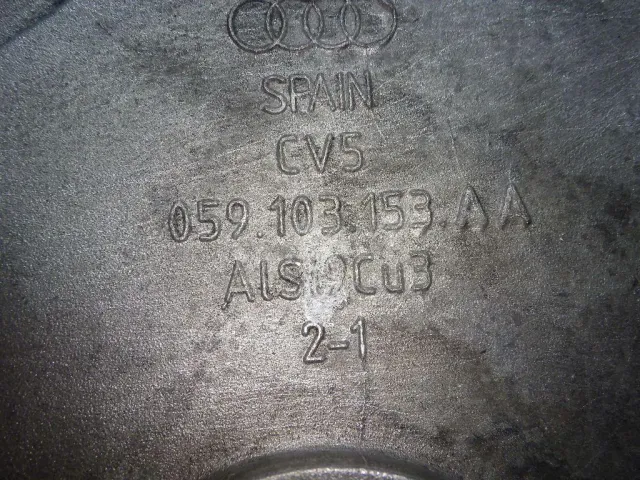 SPAIN
CV5
059.103.153.AA
AlSi9Cu3
2-1